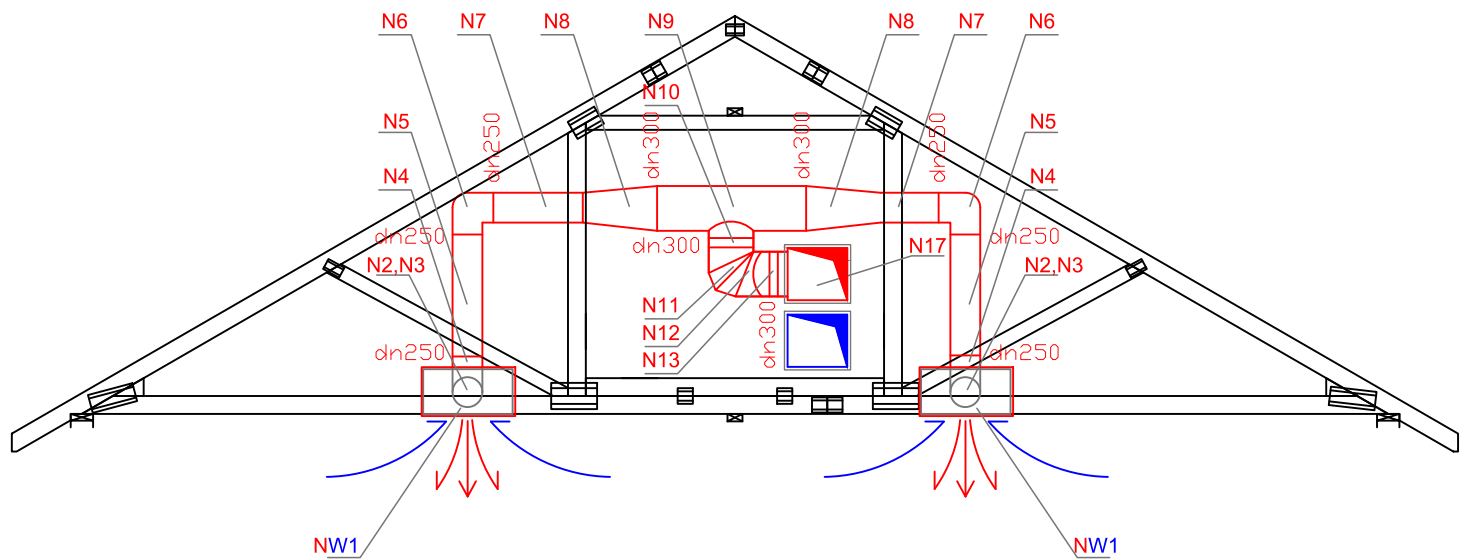 N6 N7 N8 N9 N8 N7 N6
N10
N5 dn250 dn300 dn300 dn250 N5
N4 N4
dn250 dn300 N17 dn250
N2,N3 N2,N3
N11
N12 dn300
dn250 N13 dn250
NW1 NW1